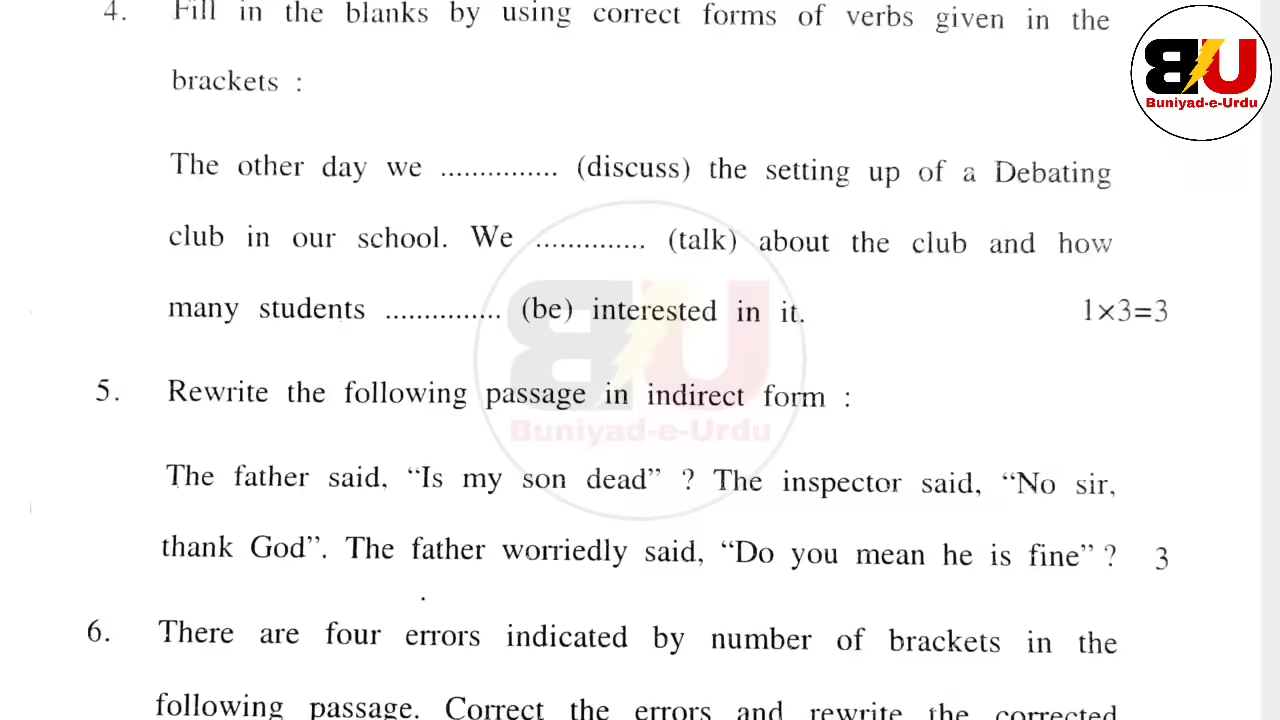 4. Fill in the blanks by using correct forms of verbs given in the
brackets :
BU
Buniyad-e-Urdu
The other day we ............... (discuss) the setting up of a Debating
club in our school. We .............. (talk) about the club and how
many students ............... (be) interested in it. 1×3=3
5. Rewrite the following passage in indirect form :
BU
Buniyad-e-Urdu
The father said, “Is my son dead” ? The inspector said, “No sir,
thank God”. The father worriedly said, “Do you mean he is fine” ? 3
6. There are four errors indicated by number of brackets in the
following passage. Correct the errors and rewrite the corrected